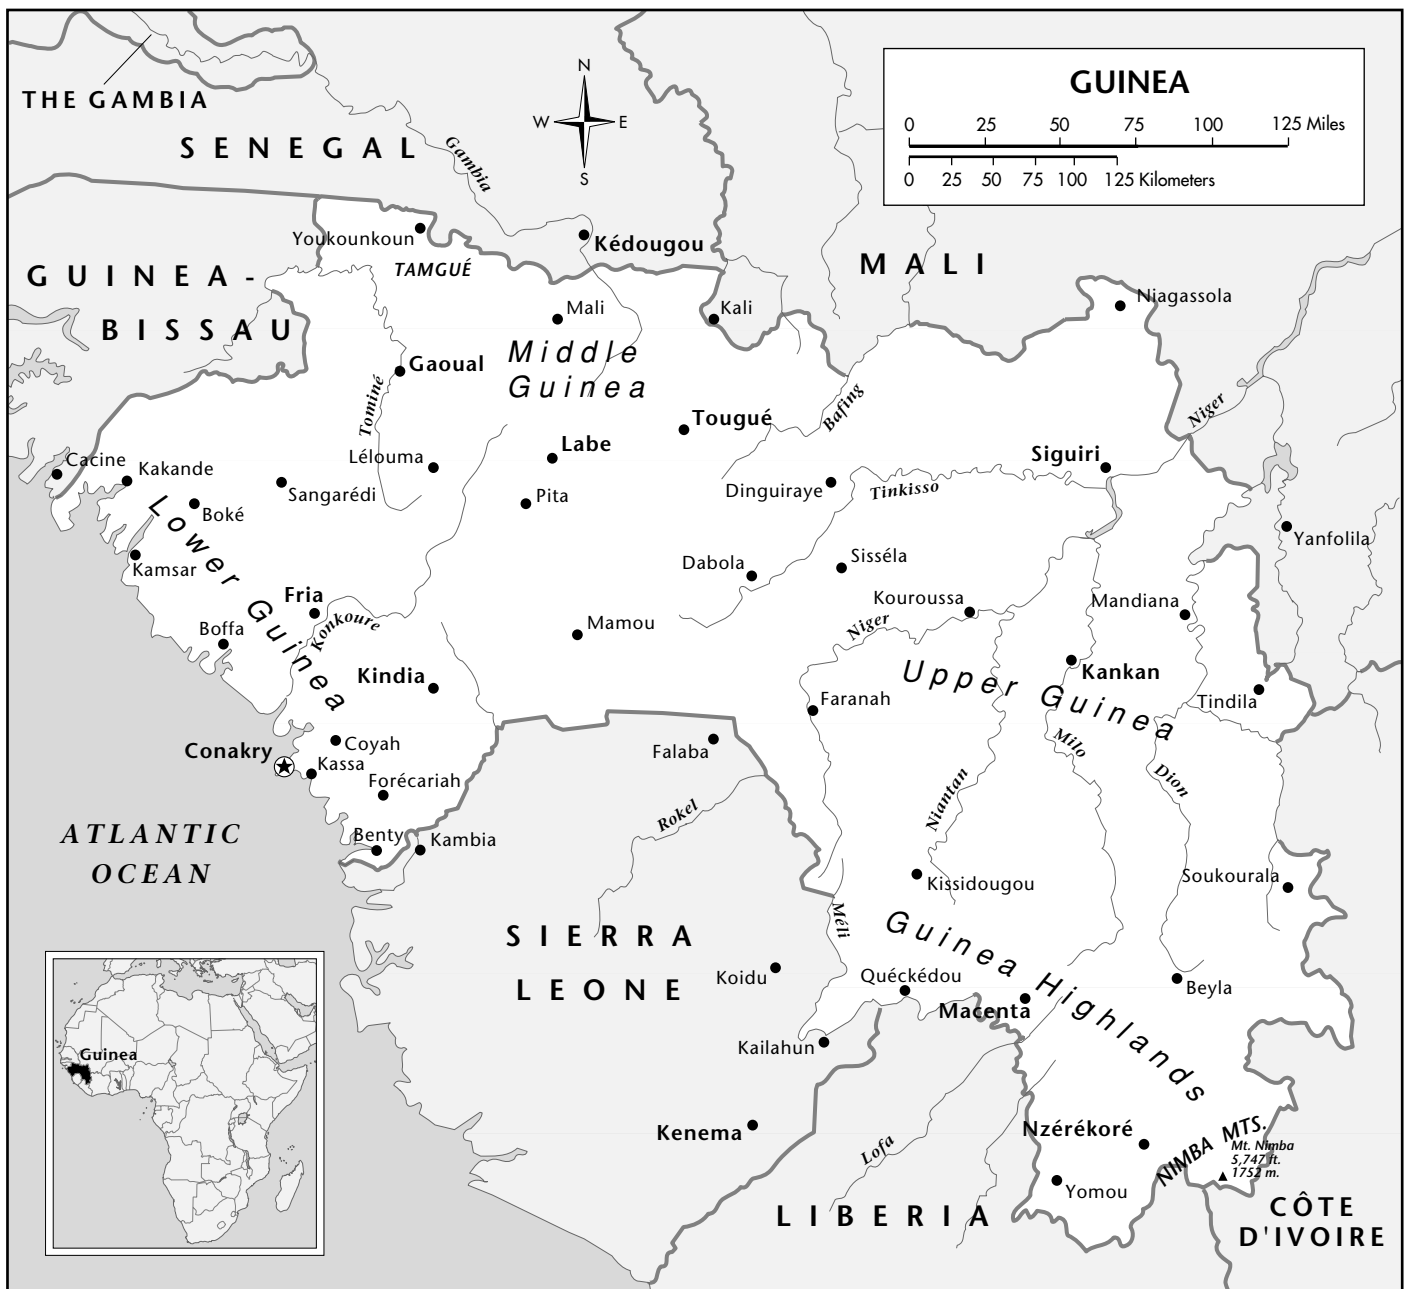 GUINEA
0 25 50 75 100 125 Miles
0 25 50 75 100 125 Kilometers
N
W E
S
THE GAMBIA
SENEGAL
Gambia
Youkounkoun
Kédougou
TAMGUÉ
MALI
GUINEA-
BISSAU
Niagassola
Mali
Kali
Middle
Guinea
Gaoual
Tominé
Bafing
Niger
Tougué
Labe
Siguiri
Cacine
Kakande
Lélouma
Sangarédi
Pita
Dinguiraye
Tinkisso
Boké
Lower Guinea
Yanfolila
Kamsar
Dabola
Sisséla
Fria
Konkoure
Kouroussa
Mandiana
Boffa
Mamou
Niger
Kindia
Upper Guinea
Kankan
Faranah
Tindila
Conakry
Coyah
Kassa
Falaba
Milo
Dion
Forécariah
Rokel
Niantan
ATLANTIC
OCEAN
Benty
Kambia
Kissidougou
Soukourala
Méli
SIERRA
LEONE
Guinea Highlands
Koidu
Quéckédou
Beyla
Macenta
Kailahun
Guinea
Kenema
Lofa
Nzérékoré
NIMBA MTS.
Mt. Nimba
5,747 ft.
1752 m.
Yomou
LIBERIA
CÔTE
D'IVOIRE